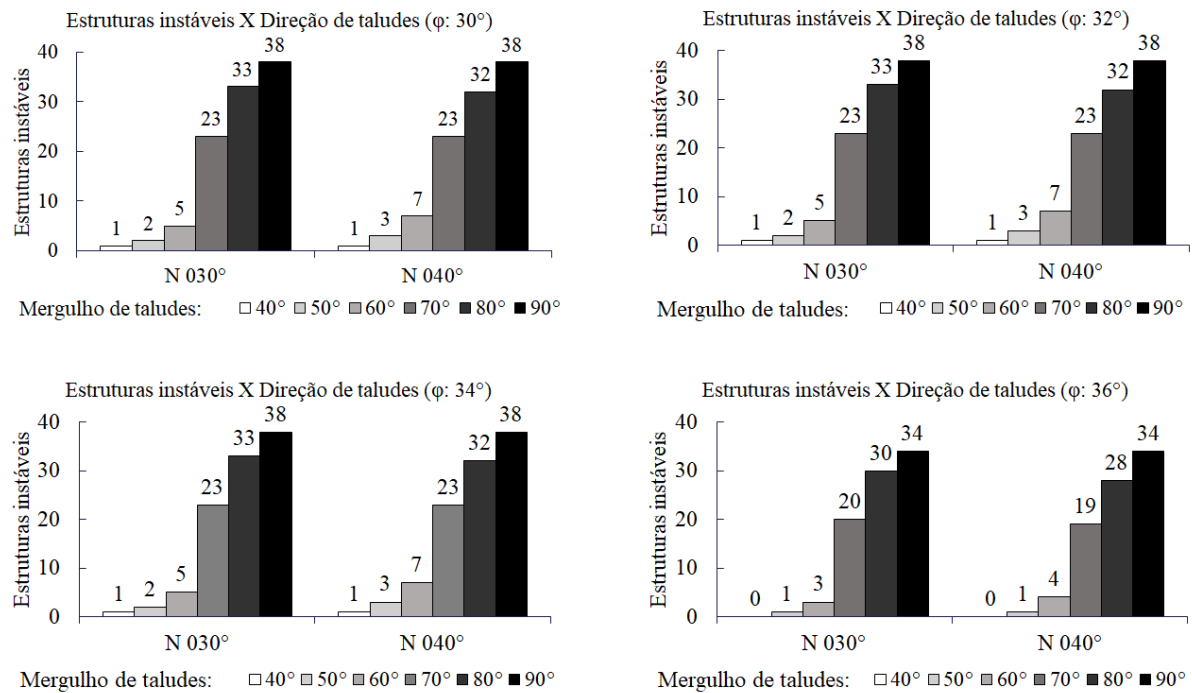 Estruturas instáveis X Direção de taludes (φ: 30°)
Estruturas instáveis
40
30
20
10
0
1 2 5 23 33 38
1 3 7 23 32 38
N 030° N 040°
Mergulho de taludes: 40° 50° 60° 70° 80° 90°
Estruturas instáveis X Direção de taludes (φ: 32°)
Estruturas instáveis
40
30
20
10
0
1 2 5 23 33 38
1 3 7 23 32 38
N 030° N 040°
Mergulho de taludes: 40° 50° 60° 70° 80° 90°
Estruturas instáveis X Direção de taludes (φ: 34°)
Estruturas instáveis
40
30
20
10
0
1 2 5 23 33 38
1 3 7 23 32 38
N 030° N 040°
Mergulho de taludes: 40° 50° 60° 70° 80° 90°
Estruturas instáveis X Direção de taludes (φ: 36°)
Estruturas instáveis
40
30
20
10
0
0 1 3 20 30 34
0 1 4 19 28 34
N 030° N 040°
Mergulho de taludes: 40° 50° 60° 70° 80° 90°